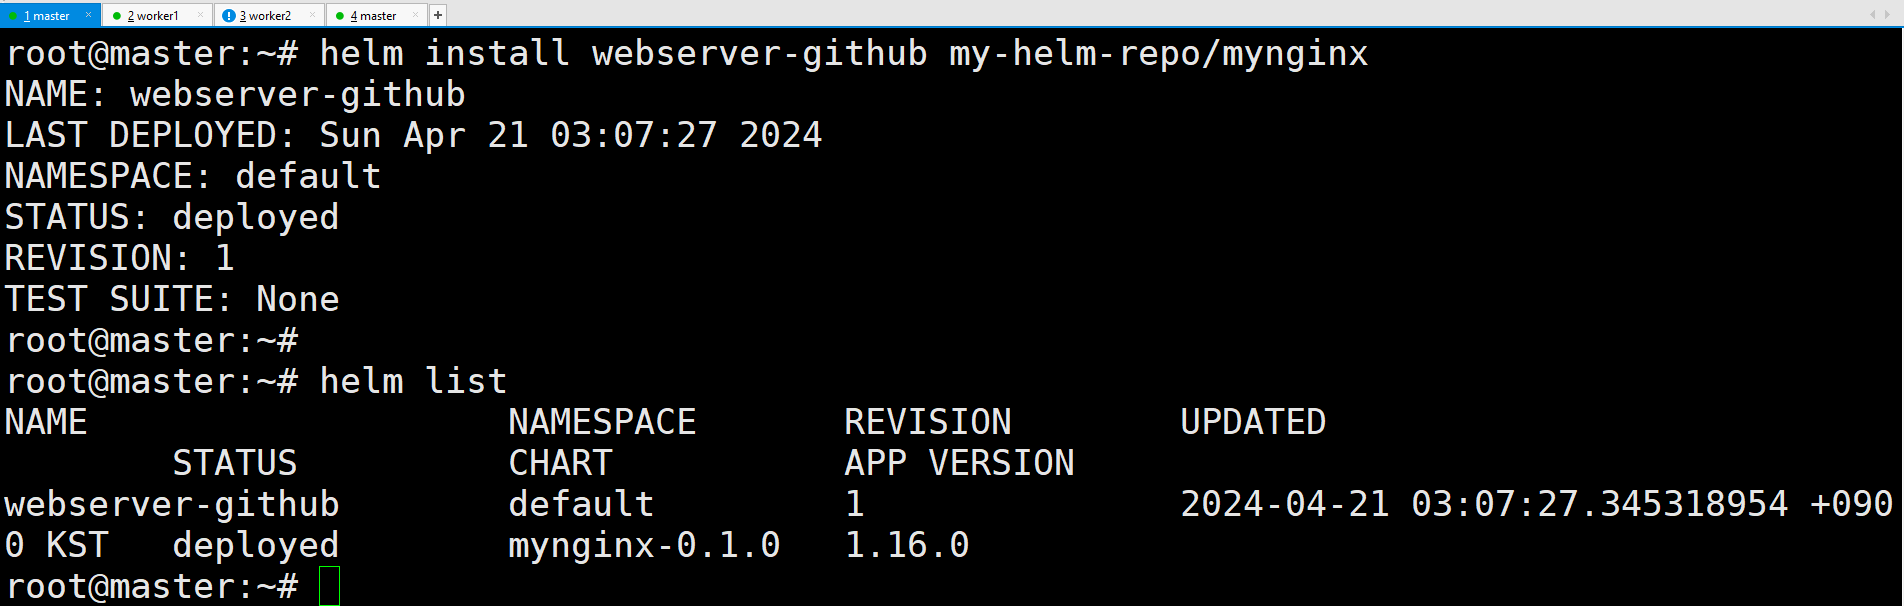 1 master × 2 worker1 × 3 worker2 × 4 master × +
root@master:~# helm install webserver-github my-helm-repo/mynginx
NAME: webserver-github
LAST DEPLOYED: Sun Apr 21 03:07:27 2024
NAMESPACE: default
STATUS: deployed
REVISION: 1
TEST SUITE: None
root@master:~#
root@master:~# helm list
NAME NAMESPACE REVISION UPDATED
STATUS CHART APP VERSION
webserver-github default 1 2024-04-21 03:07:27.345318954 +090
0 KST deployed mynginx-0.1.0 1.16.0
root@master:~#